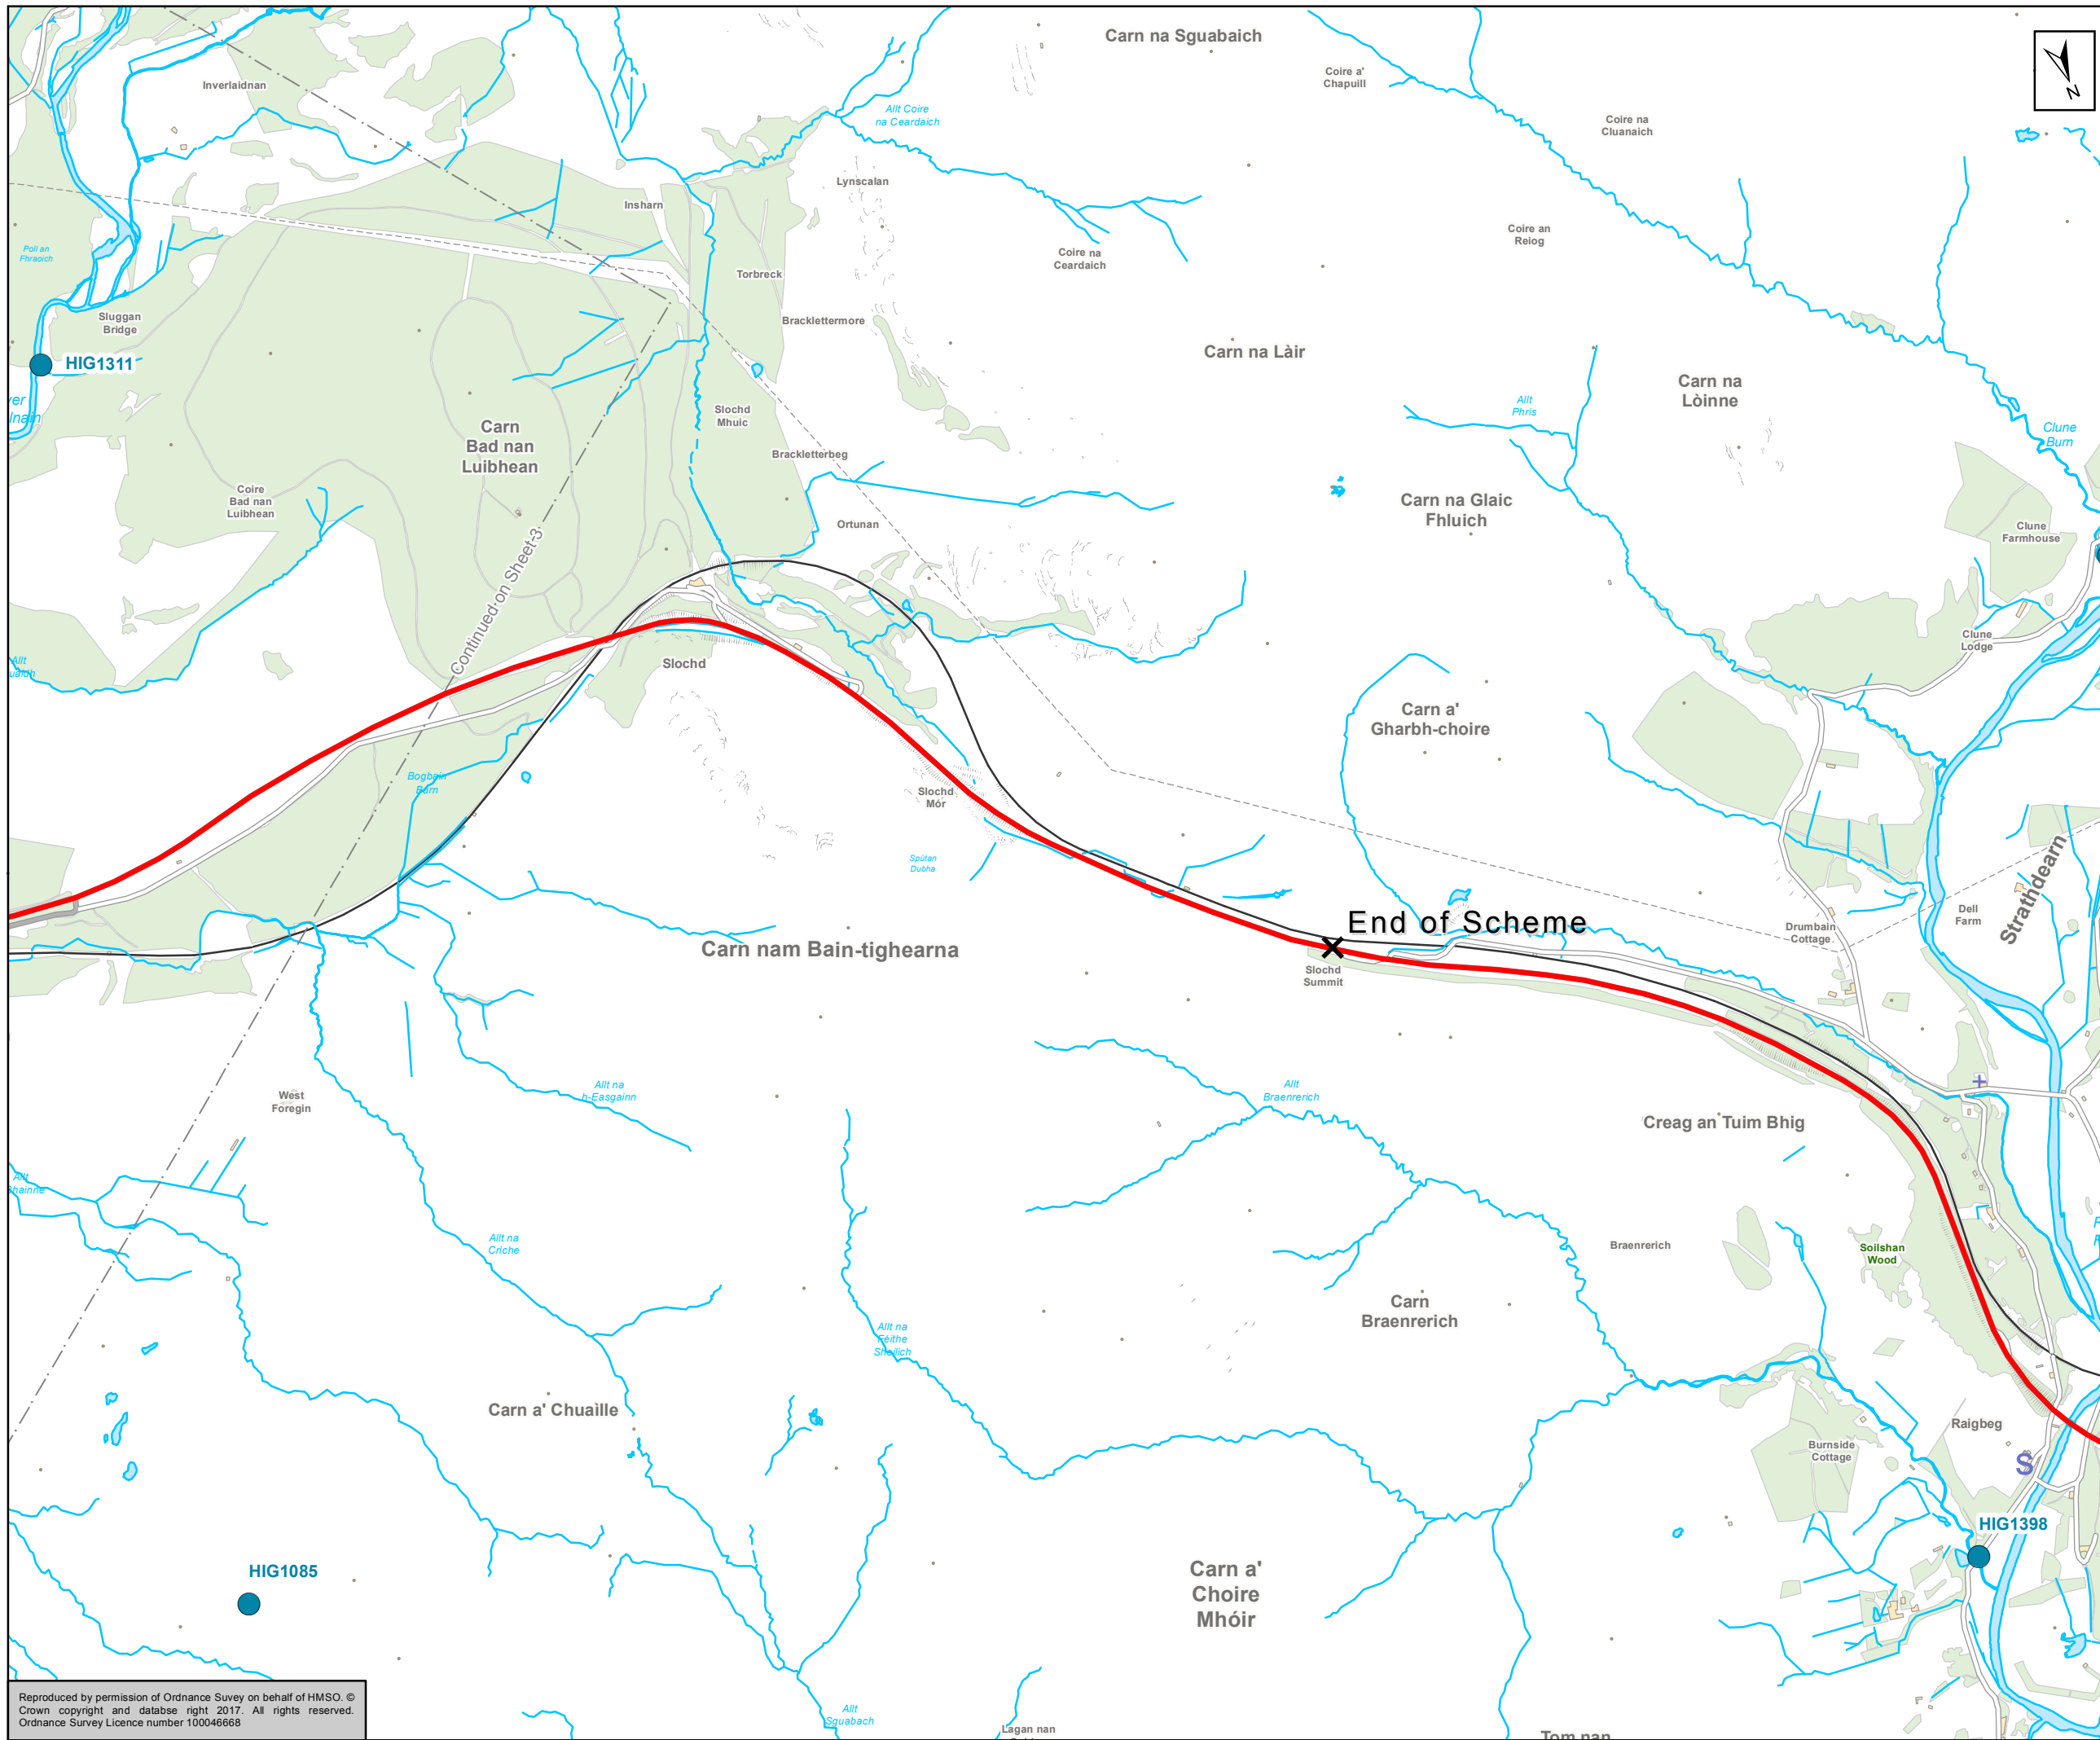 Carn na Sguabaich
Inverlaidnan
Coire a'
Chapuill
N
Allt Coire
na Ceardaich
Coire na
Cluanaich
Lynscalan
Insharn
Poll an
Fhraoich
Coire an
Reiog
Coire na
Ceardaich
Torbreck
Sluggan
Bridge
Bracklettermore
HIG1311
Carn na Làir
Carn na
Lòinne
Allt
Phris
Slochd
Mhuic
Carn
Bad nan
Luibhean
Clune
Burn
Brackletterbeg
Coire
Bad nan
Luibhean
Carn na Glaic
Fhluich
Ortunan
Clune
Farmhouse
Continued on Sheet 3
Clune
Lodge
Allt
Slochd
Carn a'
Gharbh-choire
Bogbain
Burn
Slochd
Mór
Spùtan
Dubha
Strathdearn
Dell
Farm
Drumbain
Cottage
End of Scheme
Carn nam Bain-tighearna
Slochd
Summit
Allt na
h-Easgainn
Allt
Braenrerich
West
Foregin
Creag an Tuim Bhig
Allt
Allt na
Criche
Braenrerich
Soilshan
Wood
Carn
Braenrerich
Allt na
Féithe
Sheilich
Carn a' Chuaille
Raigbeg
Burnside
Cottage
S
HIG1398
HIG1085
Carn a'
Choire
Mhóir
Allt
Sguabach
Lagan nan
Tom nan
Reproduced by permission of Ordnance Suvey on behalf of HMSO. ©
Crown copyright and databse right 2017. All rights reserved.
Ordnance Survey Licence number 100046668